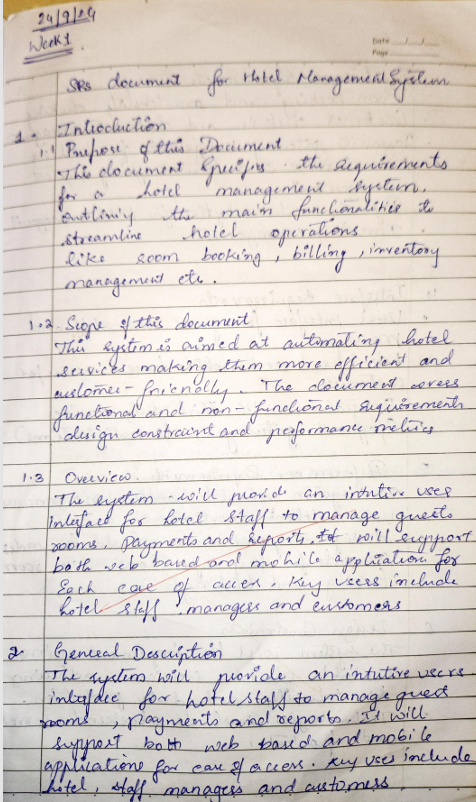 24/9/24
Week 1
Date
Page
SRS document for Hotel Management System
1. Introduction
1.1 Purpose of this Document
This document specifies the requirements
for a hotel management system,
outlining the main functionalities to
streamline hotel operations
like room booking, billing, inventory
management etc.
1.2 Scope of this document
This system is aimed at automating hotel
services making them more efficient and
customer-friendly. The document covers
functional and non-functional requirements
design constraint and performance metrics
1.3 Overview
The system will provide an intutive user
interface for hotel staff to manage guests
rooms, payments and reports. It will support
both web based and mobile application for
Each case of access. Key users include
hotel staff, managers and customers
2. General Description
The system will provide an intutive users
interface for hotel staff to manage guest
rooms, payments and reports. It will
support both web based and mobile
applications for ease of access. Key uses include
hotel, staff managers and customers